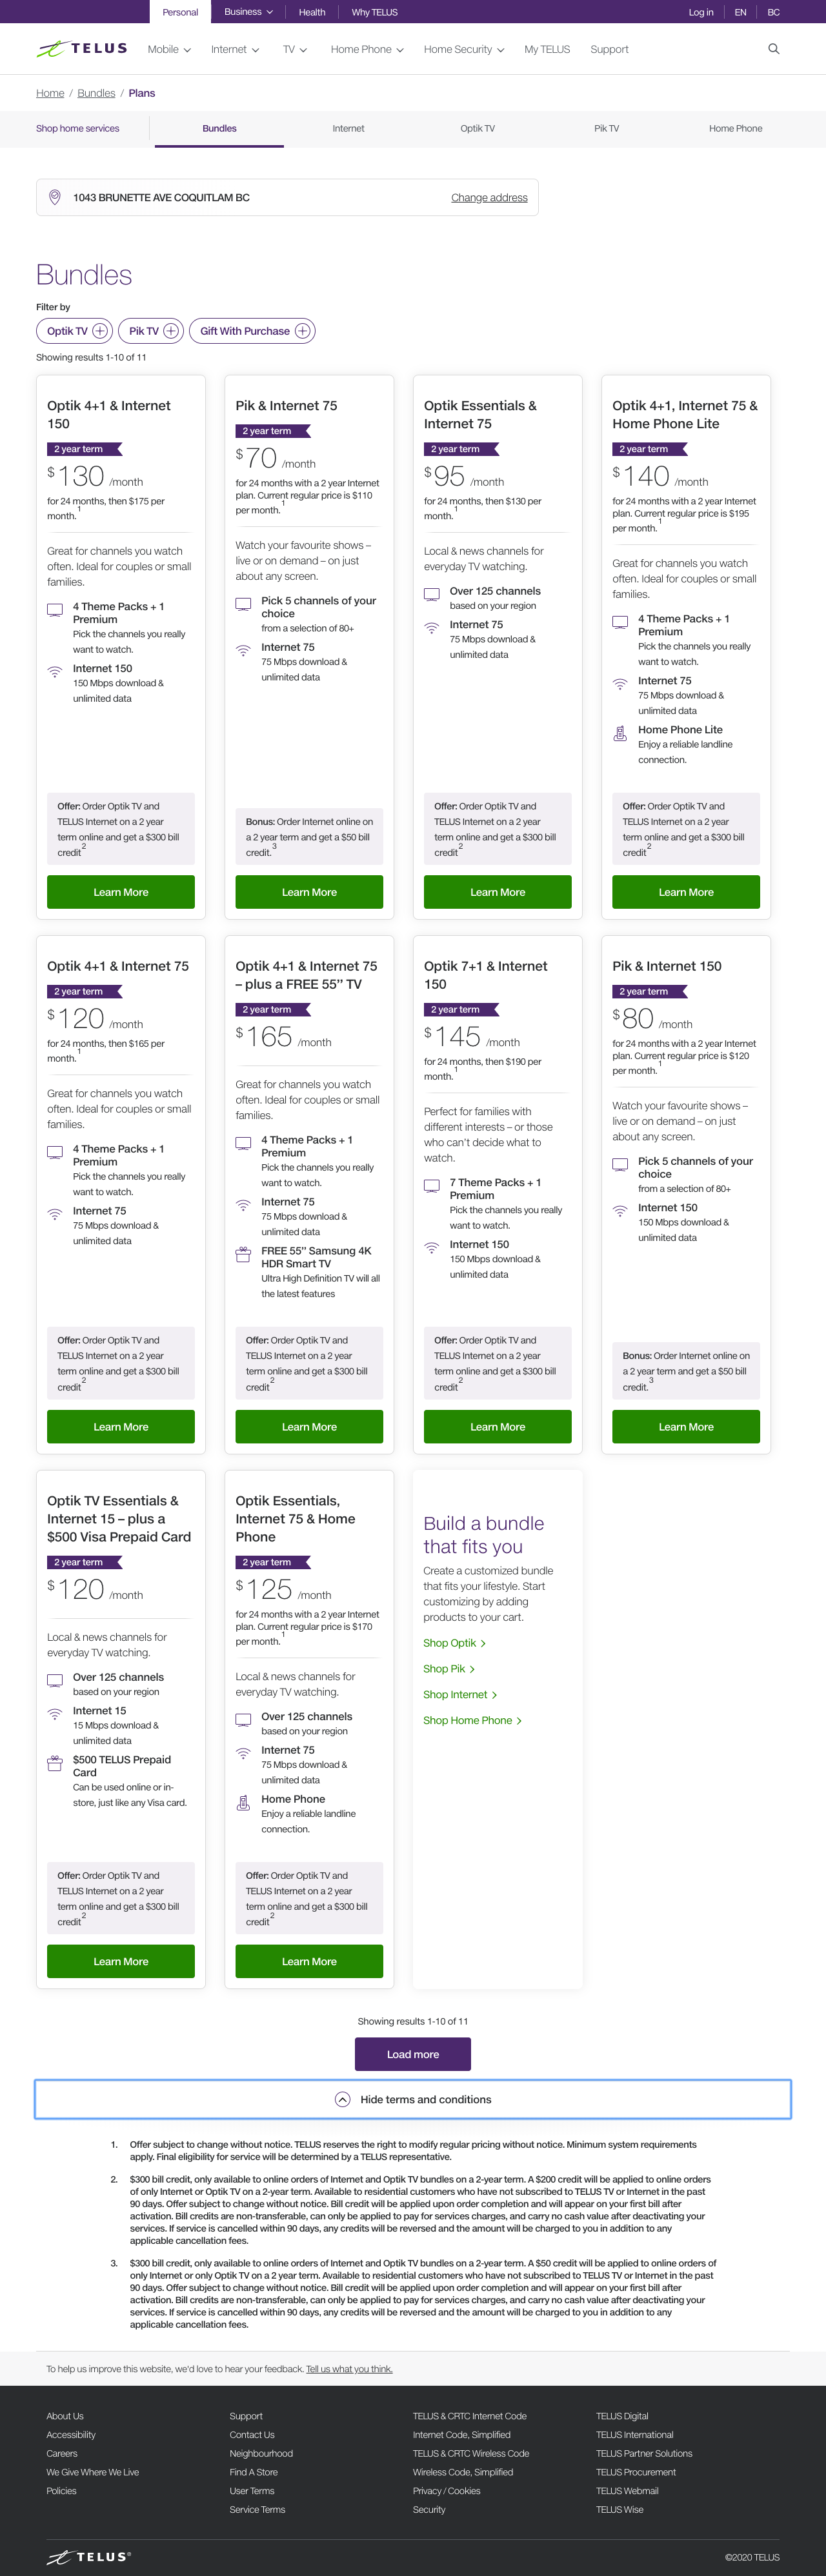 Personal Business Health Why TELUS Log in EN BC
TELUS Mobile Internet TV Home Phone Home Security My TELUS Support
Home / Bundles / Plans
Shop home services Bundles Internet Optik TV Pik TV Home Phone
1043 BRUNETTE AVE COQUITLAM BC Change address
Bundles
Filter by
Optik TV Pik TV Gift With Purchase
Showing results 1-10 of 11
Optik 4+1 & Internet
150
2 year term
$130 /month
for 24 months, then $175 per
month.1
Great for channels you watch
often. Ideal for couples or small
families.
4 Theme Packs + 1
Premium
Pick the channels you really
want to watch.
Internet 150
150 Mbps download &
unlimited data
Offer: Order Optik TV and
TELUS Internet on a 2 year
term online and get a $300 bill
credit2
Learn More
Pik & Internet 75
2 year term
$70 /month
for 24 months with a 2 year Internet
plan. Current regular price is $110
per month.1
Watch your favourite shows –
live or on demand – on just
about any screen.
Pick 5 channels of your
choice
from a selection of 80+
Internet 75
75 Mbps download &
unlimited data
Bonus: Order Internet online on
a 2 year term and get a $50 bill
credit.3
Learn More
Optik Essentials &
Internet 75
2 year term
$95 /month
for 24 months, then $130 per
month.1
Local & news channels for
everyday TV watching.
Over 125 channels
based on your region
Internet 75
75 Mbps download &
unlimited data
Offer: Order Optik TV and
TELUS Internet on a 2 year
term online and get a $300 bill
credit2
Learn More
Optik 4+1, Internet 75 &
Home Phone Lite
2 year term
$140 /month
for 24 months with a 2 year Internet
plan. Current regular price is $195
per month.1
Great for channels you watch
often. Ideal for couples or small
families.
4 Theme Packs + 1
Premium
Pick the channels you really
want to watch.
Internet 75
75 Mbps download &
unlimited data
Home Phone Lite
Enjoy a reliable landline
connection.
Offer: Order Optik TV and
TELUS Internet on a 2 year
term online and get a $300 bill
credit2
Learn More
Optik 4+1 & Internet 75
2 year term
$120 /month
for 24 months, then $165 per
month.1
Great for channels you watch
often. Ideal for couples or small
families.
4 Theme Packs + 1
Premium
Pick the channels you really
want to watch.
Internet 75
75 Mbps download &
unlimited data
Offer: Order Optik TV and
TELUS Internet on a 2 year
term online and get a $300 bill
credit2
Learn More
Optik 4+1 & Internet 75
– plus a FREE 55” TV
2 year term
$165 /month
Great for channels you watch
often. Ideal for couples or small
families.
4 Theme Packs + 1
Premium
Pick the channels you really
want to watch.
Internet 75
75 Mbps download &
unlimited data
FREE 55” Samsung 4K
HDR Smart TV
Ultra High Definition TV will all
the latest features
Offer: Order Optik TV and
TELUS Internet on a 2 year
term online and get a $300 bill
credit2
Learn More
Optik 7+1 & Internet
150
2 year term
$145 /month
for 24 months, then $190 per
month.1
Perfect for families with
different interests – or those
who can't decide what to
watch.
7 Theme Packs + 1
Premium
Pick the channels you really
want to watch.
Internet 150
150 Mbps download &
unlimited data
Offer: Order Optik TV and
TELUS Internet on a 2 year
term online and get a $300 bill
credit2
Learn More
Pik & Internet 150
2 year term
$80 /month
for 24 months with a 2 year Internet
plan. Current regular price is $120
per month.1
Watch your favourite shows –
live or on demand – on just
about any screen.
Pick 5 channels of your
choice
from a selection of 80+
Internet 150
150 Mbps download &
unlimited data
Bonus: Order Internet online on
a 2 year term and get a $50 bill
credit.3
Learn More
Optik TV Essentials &
Internet 15 – plus a
$500 Visa Prepaid Card
2 year term
$120 /month
Local & news channels for
everyday TV watching.
Over 125 channels
based on your region
Internet 15
15 Mbps download &
unlimited data
$500 TELUS Prepaid
Card
Can be used online or in-
store, just like any Visa card.
Offer: Order Optik TV and
TELUS Internet on a 2 year
term online and get a $300 bill
credit2
Learn More
Optik Essentials,
Internet 75 & Home
Phone
2 year term
$125 /month
for 24 months with a 2 year Internet
plan. Current regular price is $170
per month.1
Local & news channels for
everyday TV watching.
Over 125 channels
based on your region
Internet 75
75 Mbps download &
unlimited data
Home Phone
Enjoy a reliable landline
connection.
Offer: Order Optik TV and
TELUS Internet on a 2 year
term online and get a $300 bill
credit2
Learn More
Build a bundle
that fits you
Create a customized bundle
that fits your lifestyle. Start
customizing by adding
products to your cart.
Shop Optik
Shop Pik
Shop Internet
Shop Home Phone
Showing results 1-10 of 11
Load more
Hide terms and conditions
1. Offer subject to change without notice. TELUS reserves the right to modify regular pricing without notice. Minimum system requirements
apply. Final eligibility for service will be determined by a TELUS representative.
2. $300 bill credit, only available to online orders of Internet and Optik TV bundles on a 2-year term. A $200 credit will be applied to online orders
of only Internet or Optik TV on a 2-year term. Available to residential customers who have not subscribed to TELUS TV or Internet in the past
90 days. Offer subject to change without notice. Bill credit will be applied upon order completion and will appear on your first bill after
activation. Bill credits are non-transferable, can only be applied to pay for services charges, and carry no cash value after deactivating your
services. If service is cancelled within 90 days, any credits will be reversed and the amount will be charged to you in addition to any
applicable cancellation fees.
3. $300 bill credit, only available to online orders of Internet and Optik TV bundles on a 2-year term. A $50 credit will be applied to online orders of
only Internet or only Optik TV on a 2 year term. Available to residential customers who have not subscribed to TELUS TV or Internet in the past
90 days. Offer subject to change without notice. Bill credit will be applied upon order completion and will appear on your first bill after
activation. Bill credits are non-transferable, can only be applied to pay for services charges, and carry no cash value after deactivating your
services. If service is cancelled within 90 days, any credits will be reversed and the amount will be charged to you in addition to any
applicable cancellation fees.
To help us improve this website, we'd love to hear your feedback. Tell us what you think.
About Us Support TELUS & CRTC Internet Code TELUS Digital
Accessibility Contact Us Internet Code, Simplified TELUS International
Careers Neighbourhood TELUS & CRTC Wireless Code TELUS Partner Solutions
We Give Where We Live Find A Store Wireless Code, Simplified TELUS Procurement
Policies User Terms Privacy / Cookies TELUS Webmail
Service Terms Security TELUS Wise
TELUS® ©2020 TELUS